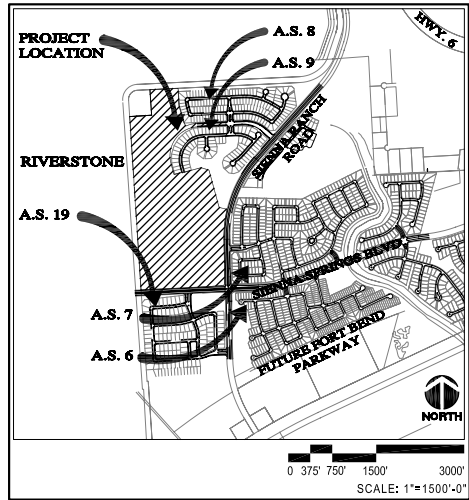 HWY. 6
PROJECT
LOCATION
A.S. 8
A.S. 9
SIENNA RANCH
ROAD
RIVERSTONE
A.S. 19
SIENNA SPRINGS BLVD.
A.S. 7
A.S. 6
FUTURE FORT BEND
PARKWAY
NORTH
0 375' 750' 1500' 3000'
SCALE: 1"=1500'-0"